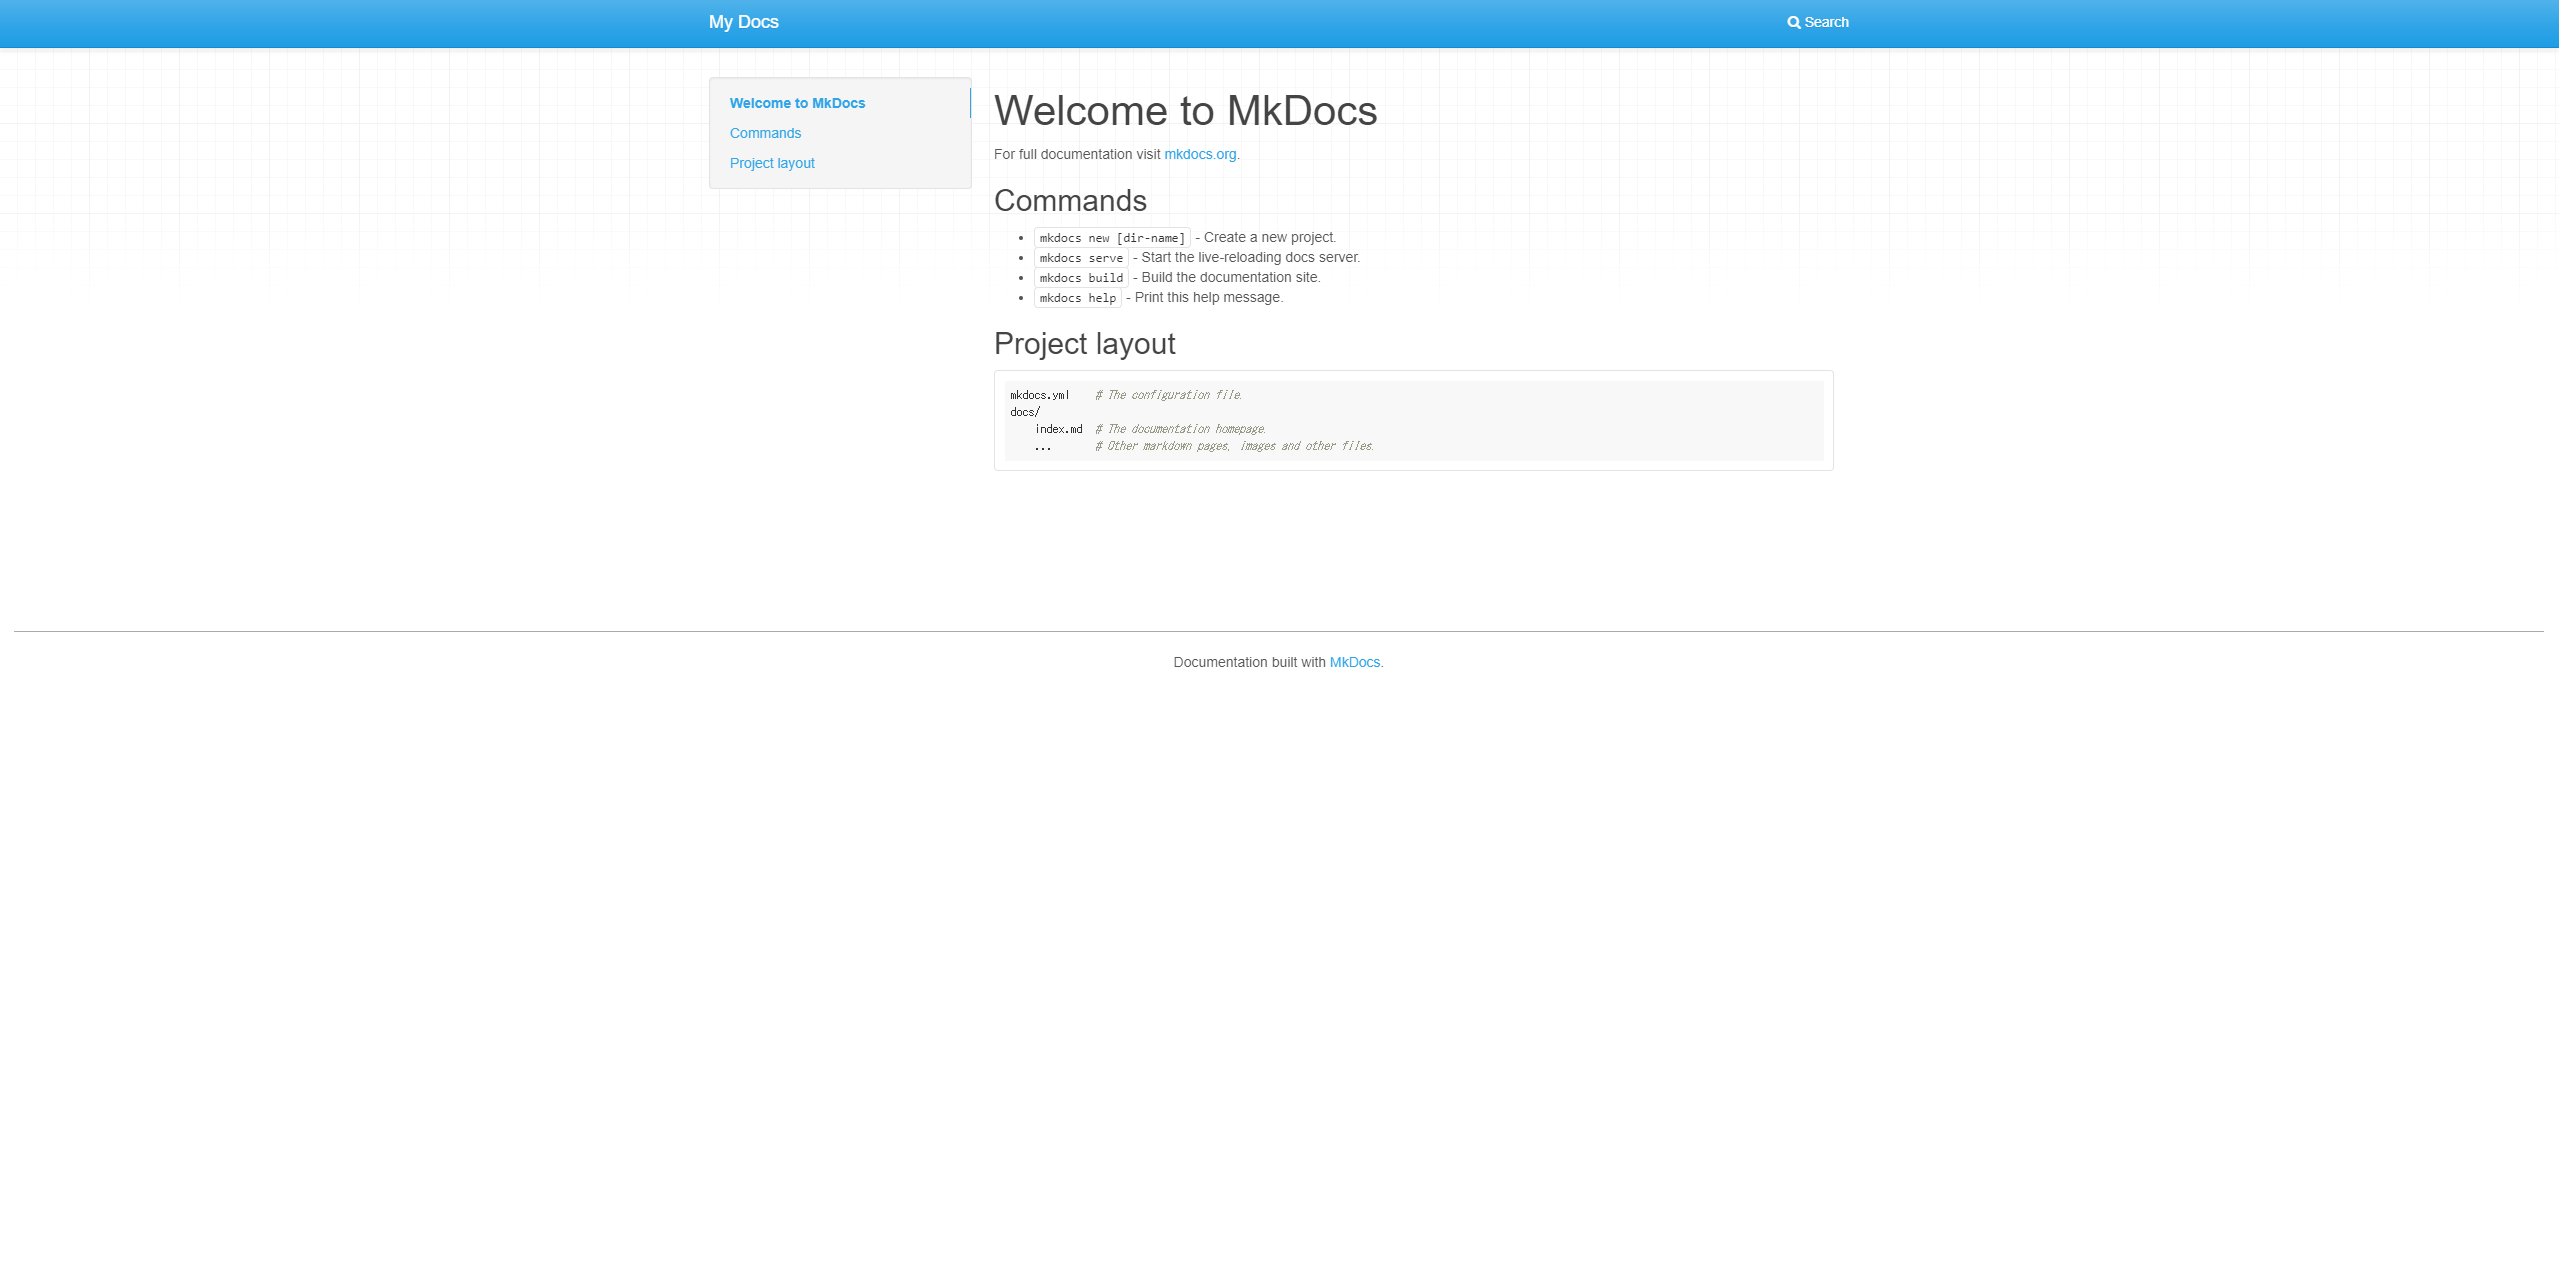 My Docs
Search
Welcome to MkDocs
Commands
Project layout
Welcome to MkDocs
For full documentation visit mkdocs.org.
Commands
mkdocs new [dir-name] - Create a new project.
mkdocs serve - Start the live-reloading docs server.
mkdocs build - Build the documentation site.
mkdocs help - Print this help message.
Project layout
mkdocs.yml    # The configuration file.
docs/
    index.md  # The documentation homepage.
    ...       # Other markdown pages, images and other files.
Documentation built with MkDocs.